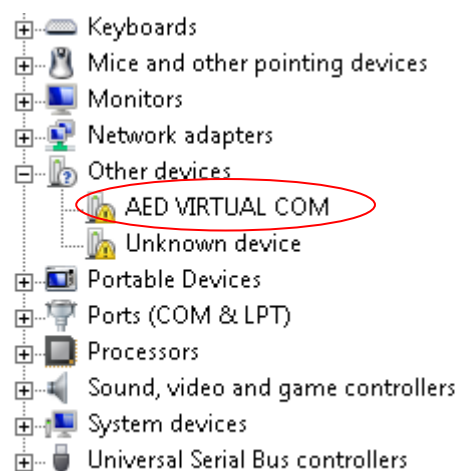 Keyboards
Mice and other pointing devices
Monitors
Network adapters
Other devices
AED VIRTUAL COM
Unknown device
Portable Devices
Ports (COM & LPT)
Processors
Sound, video and game controllers
System devices
Universal Serial Bus controllers